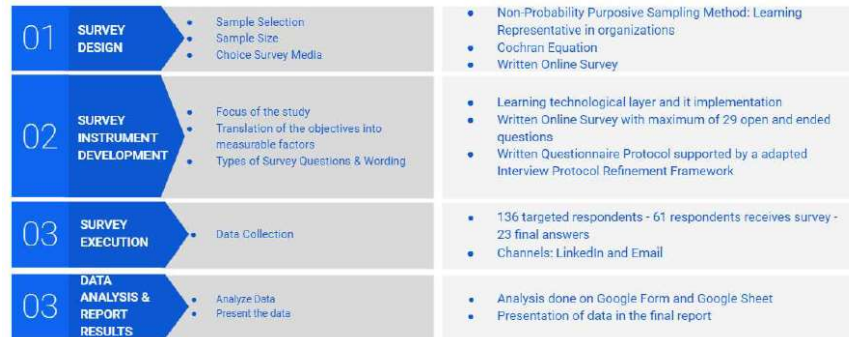 01
SURVEY
DESIGN
• Sample Selection
• Sample Size
• Choice Survey Media
• Non-Probability Purposive Sampling Method: Learning
Representative in organizations
• Cochran Equation
• Written Online Survey
02
SURVEY
INSTRUMENT
DEVELOPMENT
• Focus of the study
• Translation of the objectives into
measurable factors
• Types of Survey Questions & Wording
• Learning technological layer and it implementation
• Written Online Survey with maximum of 29 open and ended
questions
• Written Questionnaire Protocol supported by a adapted
Interview Protocol Refinement Framework
03
SURVEY
EXECUTION
• Data Collection
• 136 targeted respondents - 61 respondents receives survey -
23 final answers
• Channels: LinkedIn and Email
03
DATA
ANALYSIS &
REPORT
RESULTS
• Analyze Data
• Present the data
• Analysis done on Google Form and Google Sheet
• Presentation of data in the final report